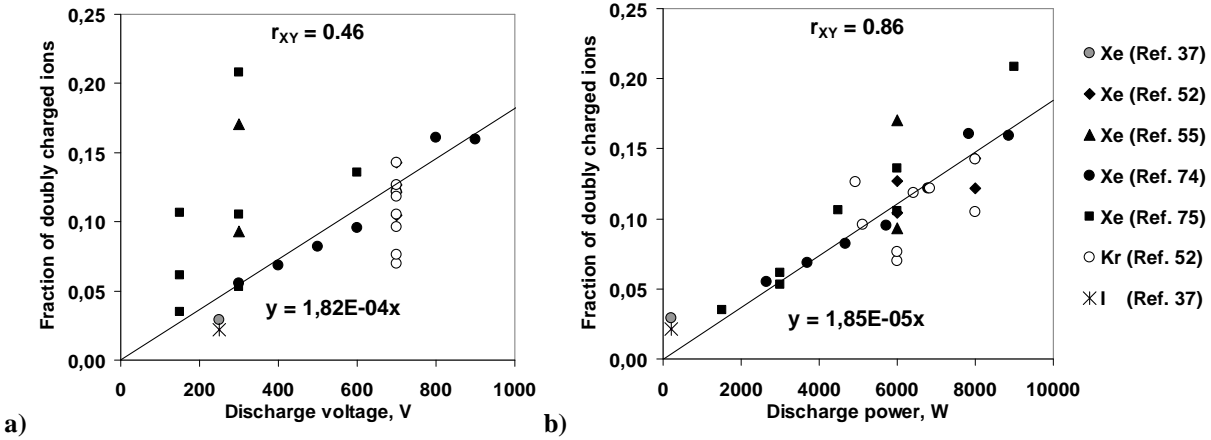 0,25
0,20
0,15
0,10
0,05
0,00
Fraction of doubly charged ions
r_XY = 0.46
y = 1,82E-04x
0 200 400 600 800 1000
Discharge voltage, V
a)
0,25
0,20
0,15
0,10
0,05
0,00
Fraction of doubly charged ions
r_XY = 0.86
y = 1,85E-05x
0 2000 4000 6000 8000 10000
Discharge power, W
b)
Xe (Ref. 37)
Xe (Ref. 52)
Xe (Ref. 55)
Xe (Ref. 74)
Xe (Ref. 75)
Kr (Ref. 52)
I (Ref. 37)